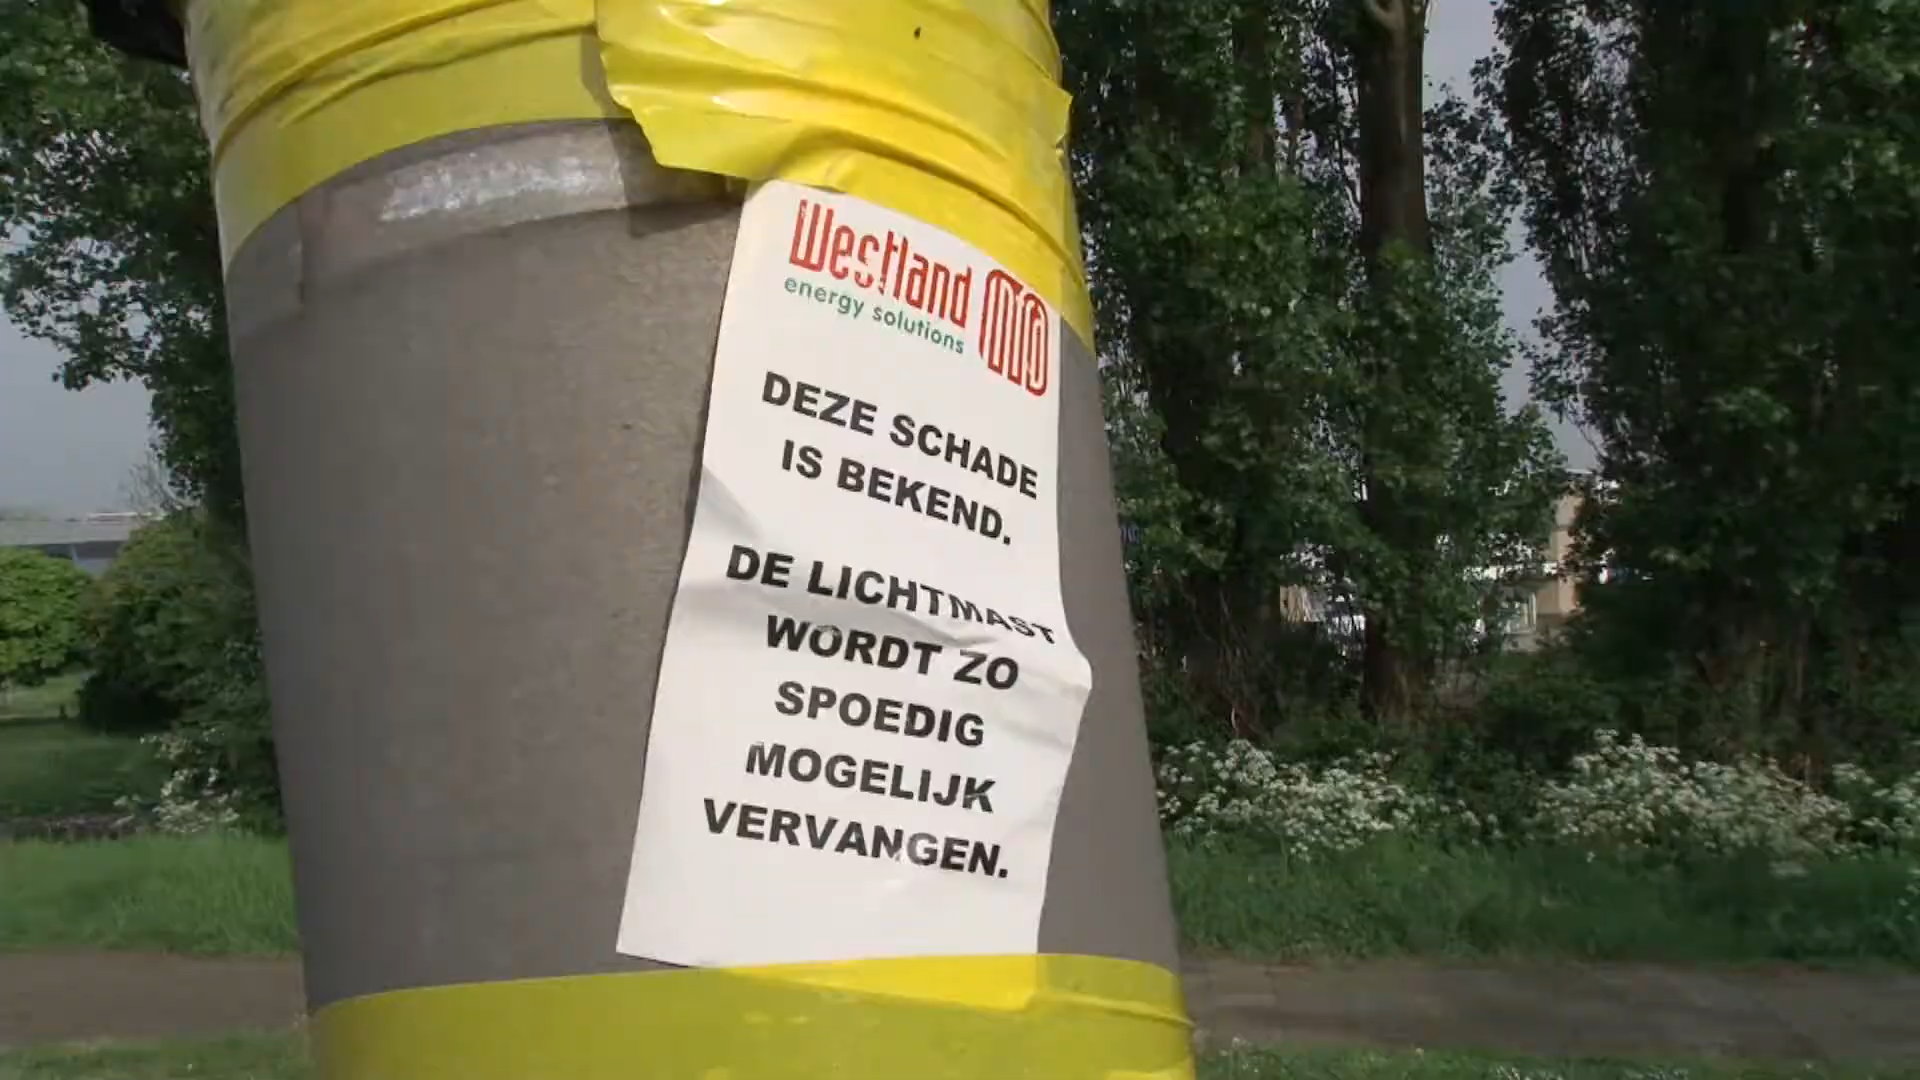 Westland
energy solutions
DEZE SCHADE
IS BEKEND.
DE LICHTMAST
WORDT ZO
SPOEDIG
MOGELIJK
VERVANGEN.